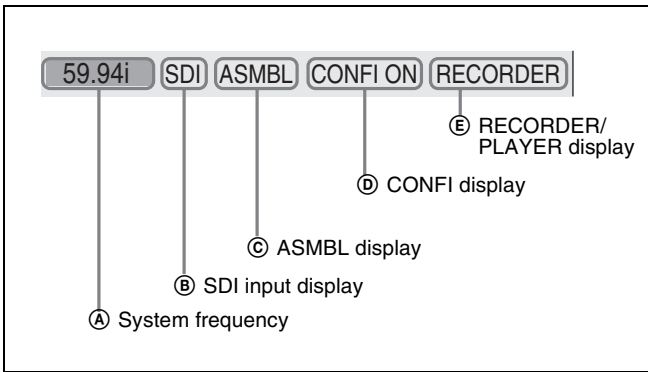 59.94i SDI ASMBL CONFI ON RECORDER
Ⓔ RECORDER/
PLAYER display
Ⓓ CONFI display
Ⓒ ASMBL display
Ⓑ SDI input display
Ⓐ System frequency